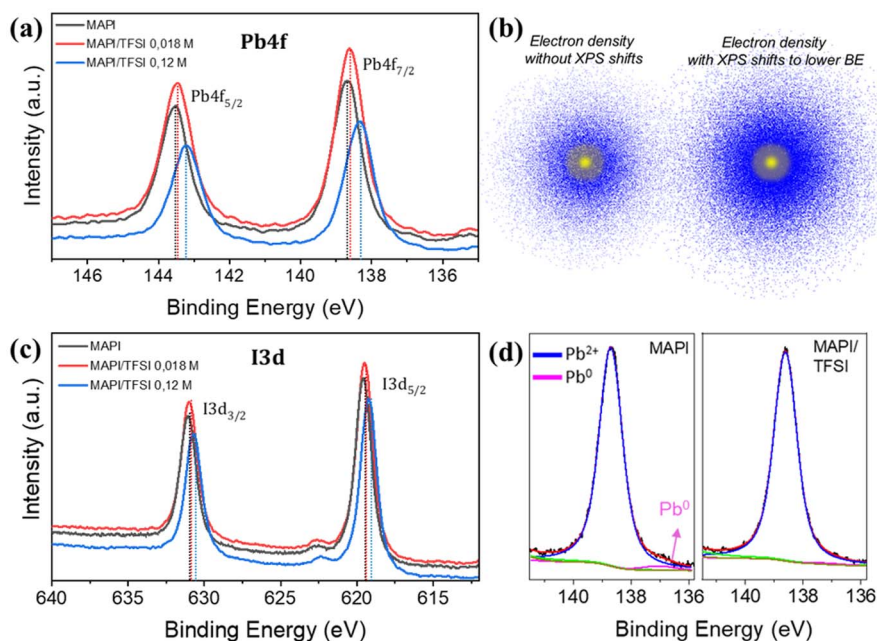 (a)
MAPI
MAPI/TFSI 0,018 M
MAPI/TFSI 0,12 M
Pb4f
Pb4f5/2
Pb4f7/2
Intensity (a.u.)
146 144 142 140 138 136
Binding Energy (eV)
(b)
Electron density
without XPS shifts
Electron density
with XPS shifts to lower BE
(c)
MAPI
MAPI/TFSI 0,018 M
MAPI/TFSI 0,12 M
I3d
I3d3/2
I3d5/2
Intensity (a.u.)
640 635 630 625 620 615
Binding Energy (eV)
(d)
Pb2+
Pb0
MAPI
Pb0
140 138 136
MAPI/
TFSI
140 138 136
Binding Energy (eV)